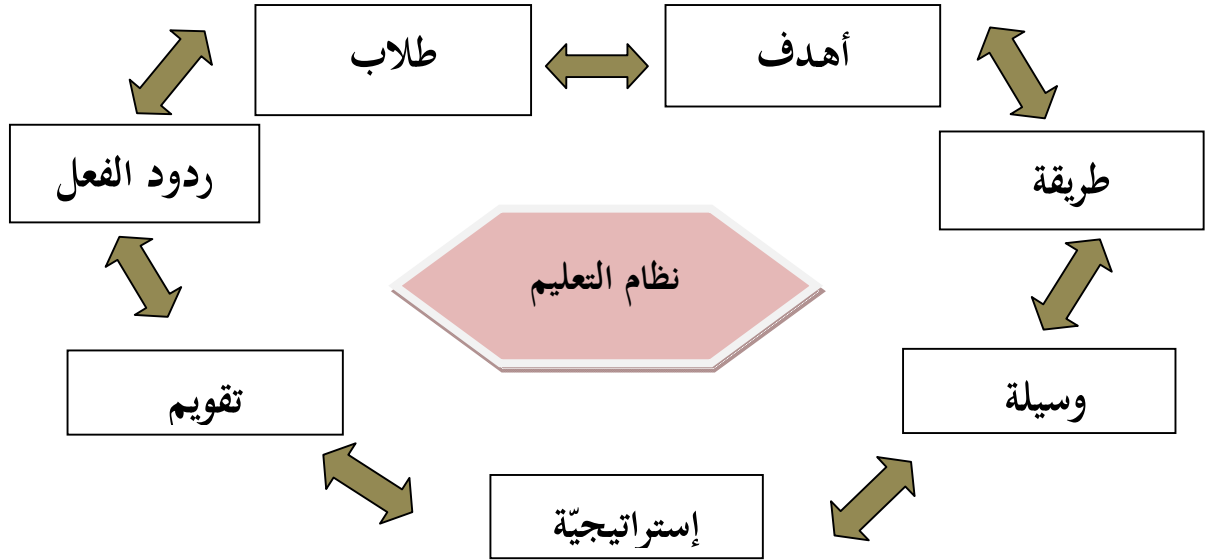 أهدف
طلاب
طريقة
ردود الفعل
نظام التعليم
وسيلة
تقويم
إستراتيجيّة